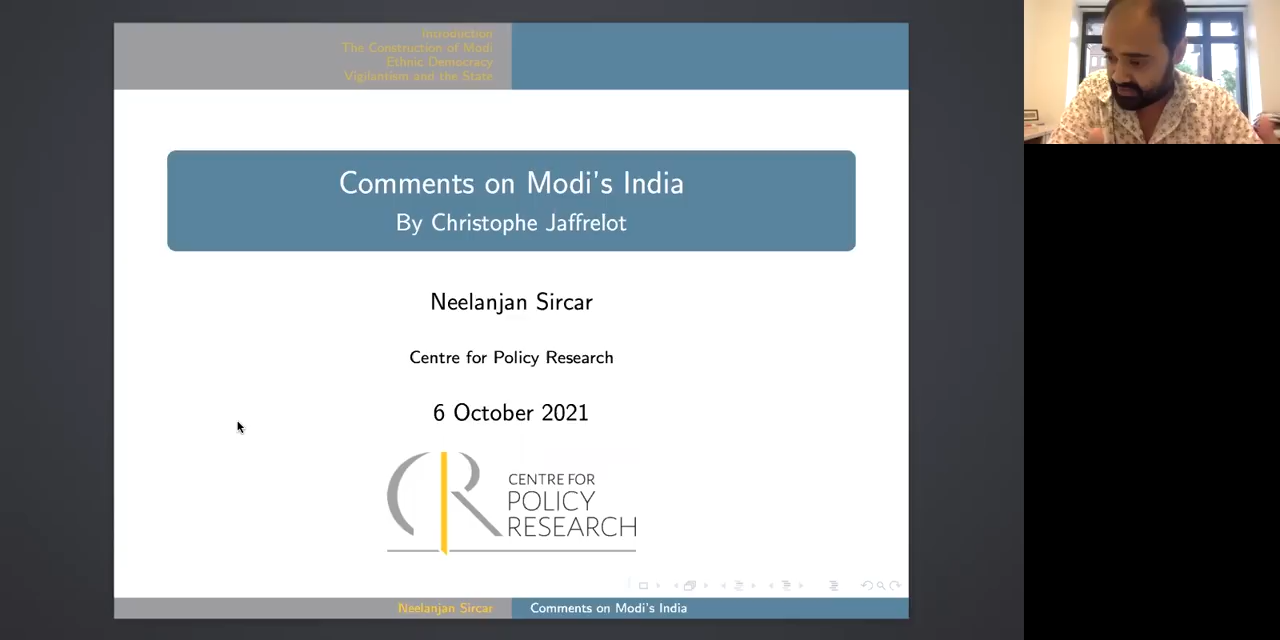 Introduction
The Construction of Modi
Ethnic Democracy
Vigilantism and the State
Comments on Modi's India
By Christophe Jaffrelot
Neelanjan Sircar
Centre for Policy Research
6 October 2021
CPR
CENTRE FOR
POLICY
RESEARCH
Neelanjan Sircar
Comments on Modi's India